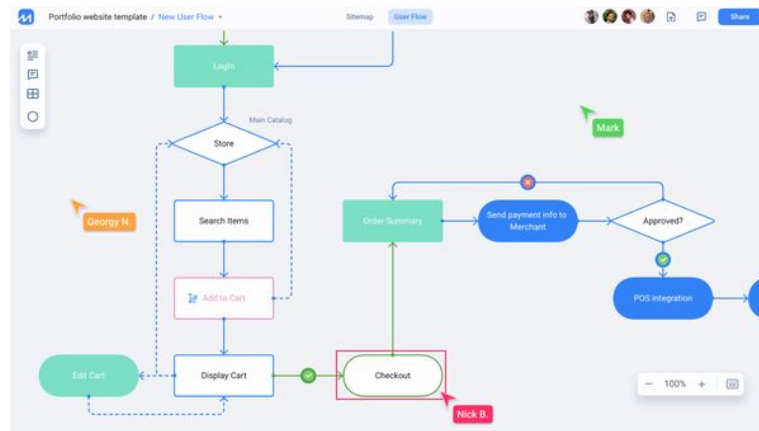 Portfolio website template / New User Flow
Sitemap
User Flow
Share
LogIn
Main Catalog
Store
Mark
Georgy N.
Search Items
Order Summary
Send payment info to
Merchant
Approved?
Add to Cart
POS integration
Edit Cart
Display Cart
Checkout
100%
Nick B.